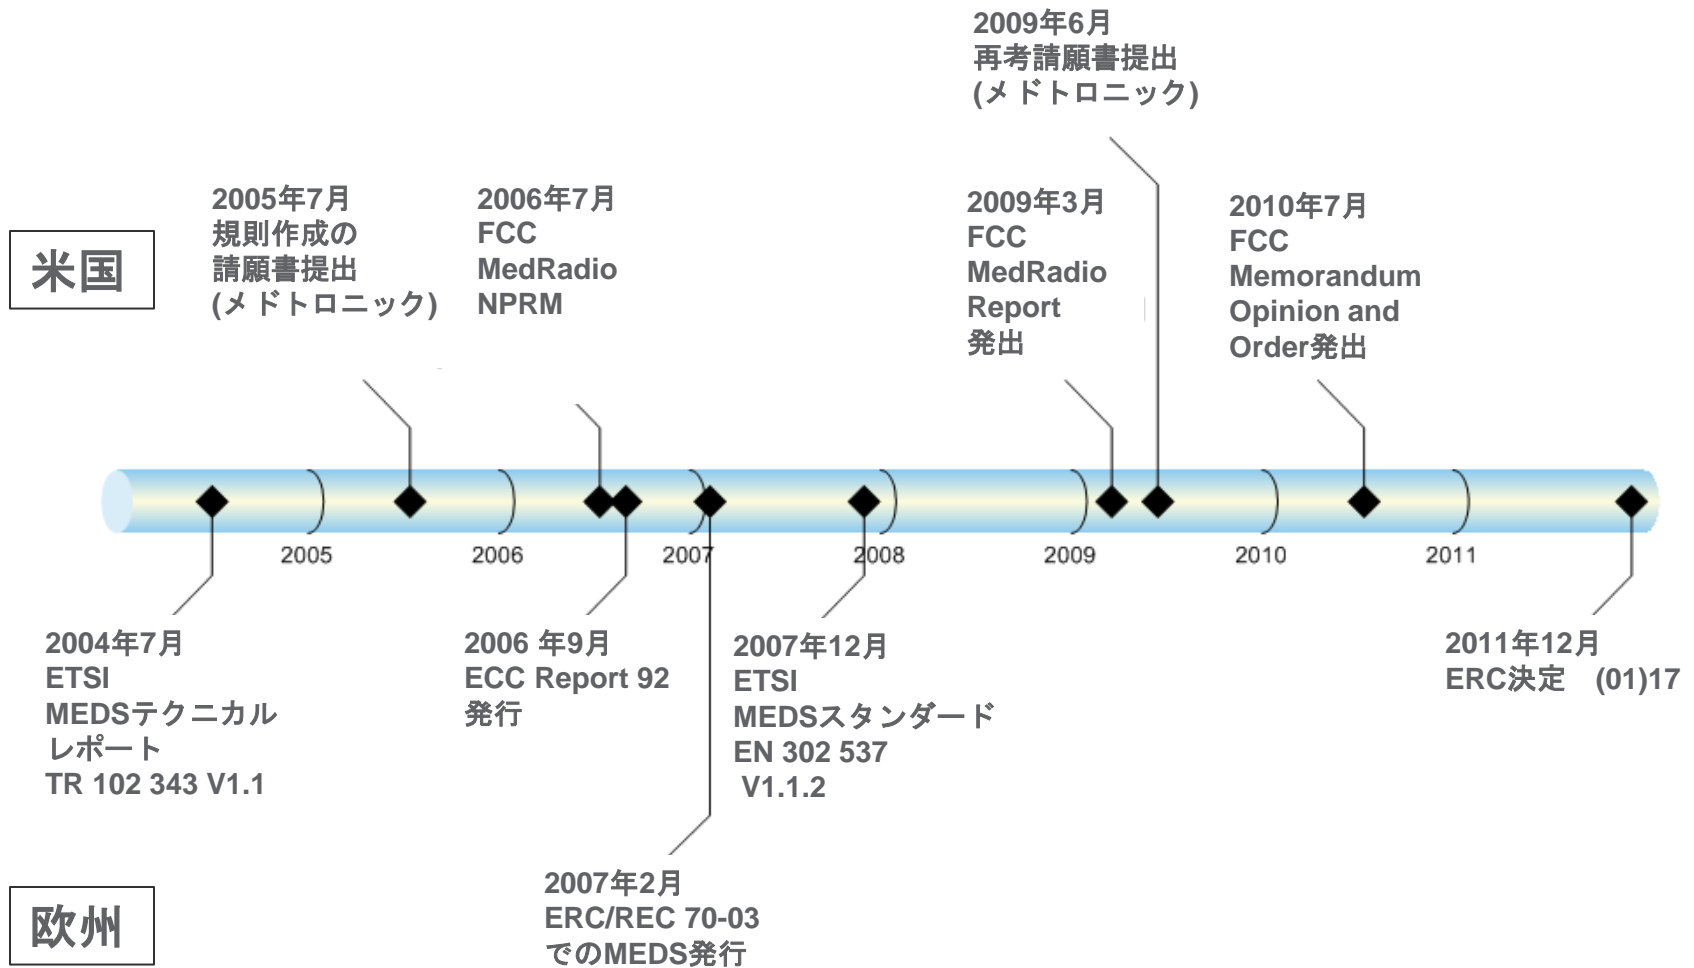 2009年6月
再考請願書提出
(メドトロニック)
米国
2005年7月
規則作成の
請願書提出
(メドトロニック)
2006年7月
FCC
MedRadio
NPRM
2009年3月
FCC
MedRadio
Report
発出
2010年7月
FCC
Memorandum
Opinion and
Order発出
2005
2006
2007
2008
2009
2010
2011
2004年7月
ETSI
MEDSテクニカル
レポート
TR 102 343 V1.1
2006 年9月
ECC Report 92
発行
2007年12月
ETSI
MEDSスタンダード
EN 302 537
V1.1.2
2011年12月
ERC決定　(01)17
欧州
2007年2月
ERC/REC 70-03
でのMEDS発行